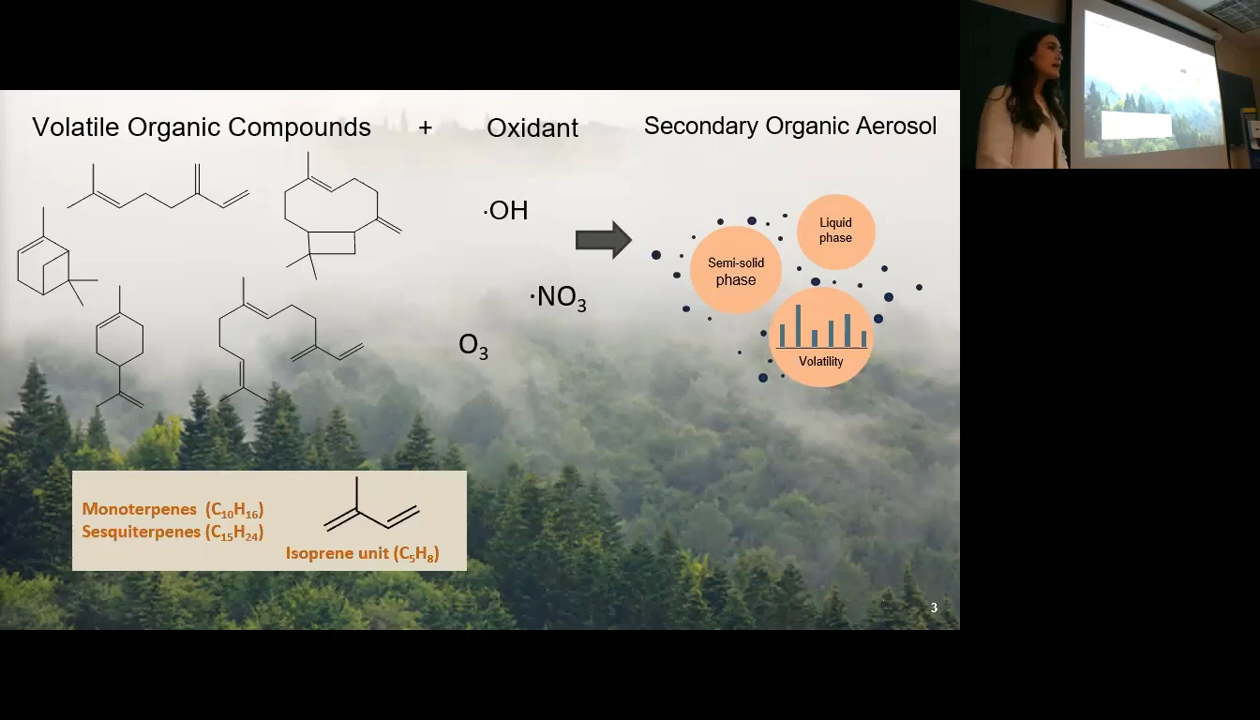 Volatile Organic Compounds + Oxidant Secondary Organic Aerosol
·OH
·NO₃
O₃
Liquid
phase
Semi-solid
phase
Volatility
Monoterpenes (C₁₀H₁₆)
Sesquiterpenes (C₁₅H₂₄)
Isoprene unit (C₅H₈)
3